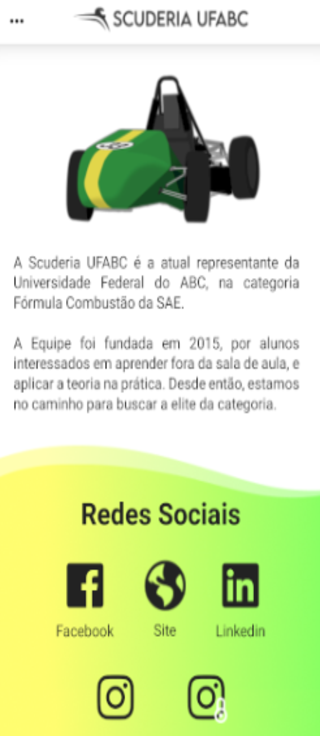 SCUDERIA UFABC
A Scuderia UFABC é a atual representante da
Universidade Federal do ABC, na categoria
Fórmula Combustão da SAE.
A Equipe foi fundada em 2015, por alunos
interessados em aprender fora da sala de aula, e
aplicar a teoria na prática. Desde então, estamos
no caminho para buscar a elite da categoria.
Redes Sociais
Facebook Site Linkedin